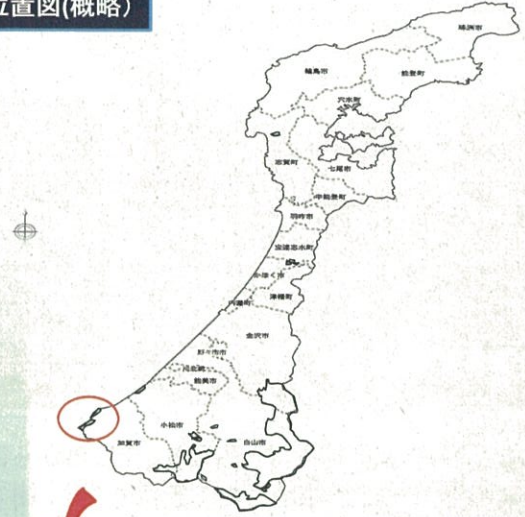 位置図(概略)
珠洲市
輪島市
能登町
穴水町
志賀町
七尾市
中能登町
羽咋市
宝達志水町
かほく市
津幡町
内灘町
金沢市
野々市市
川北町
能美市
小松市
白山市
加賀市